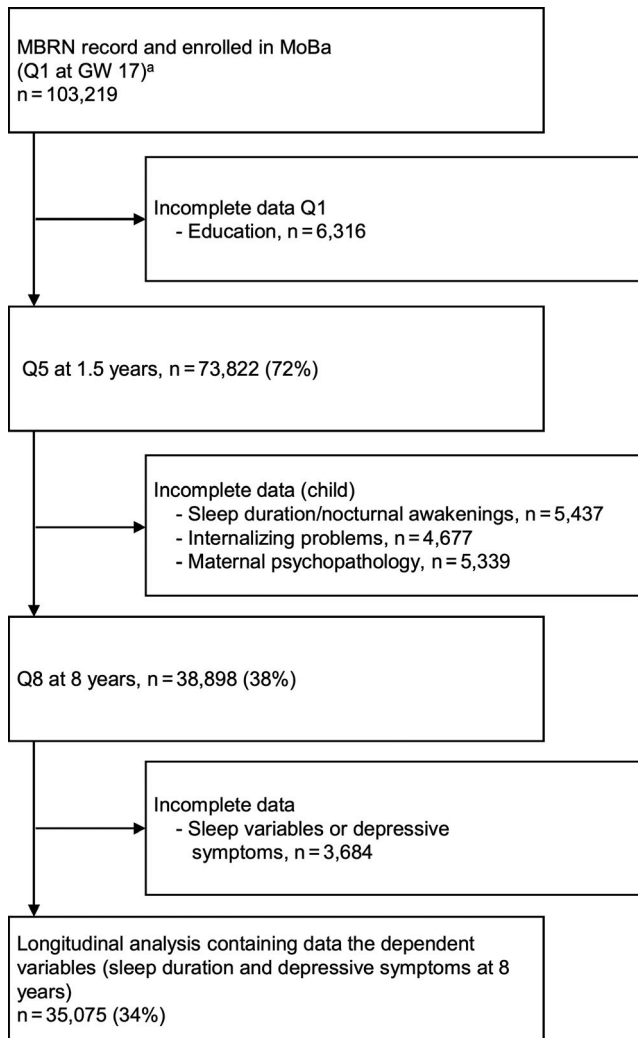 MBRN record and enrolled in MoBa
(Q1 at GW 17)ᵃ
n = 103,219
Incomplete data Q1
- Education, n = 6,316
Q5 at 1.5 years, n = 73,822 (72%)
Incomplete data (child)
- Sleep duration/nocturnal awakenings, n = 5,437
- Internalizing problems, n = 4,677
- Maternal psychopathology, n = 5,339
Q8 at 8 years, n = 38,898 (38%)
Incomplete data
- Sleep variables or depressive
symptoms, n = 3,684
Longitudinal analysis containing data the dependent
variables (sleep duration and depressive symptoms at 8
years)
n = 35,075 (34%)